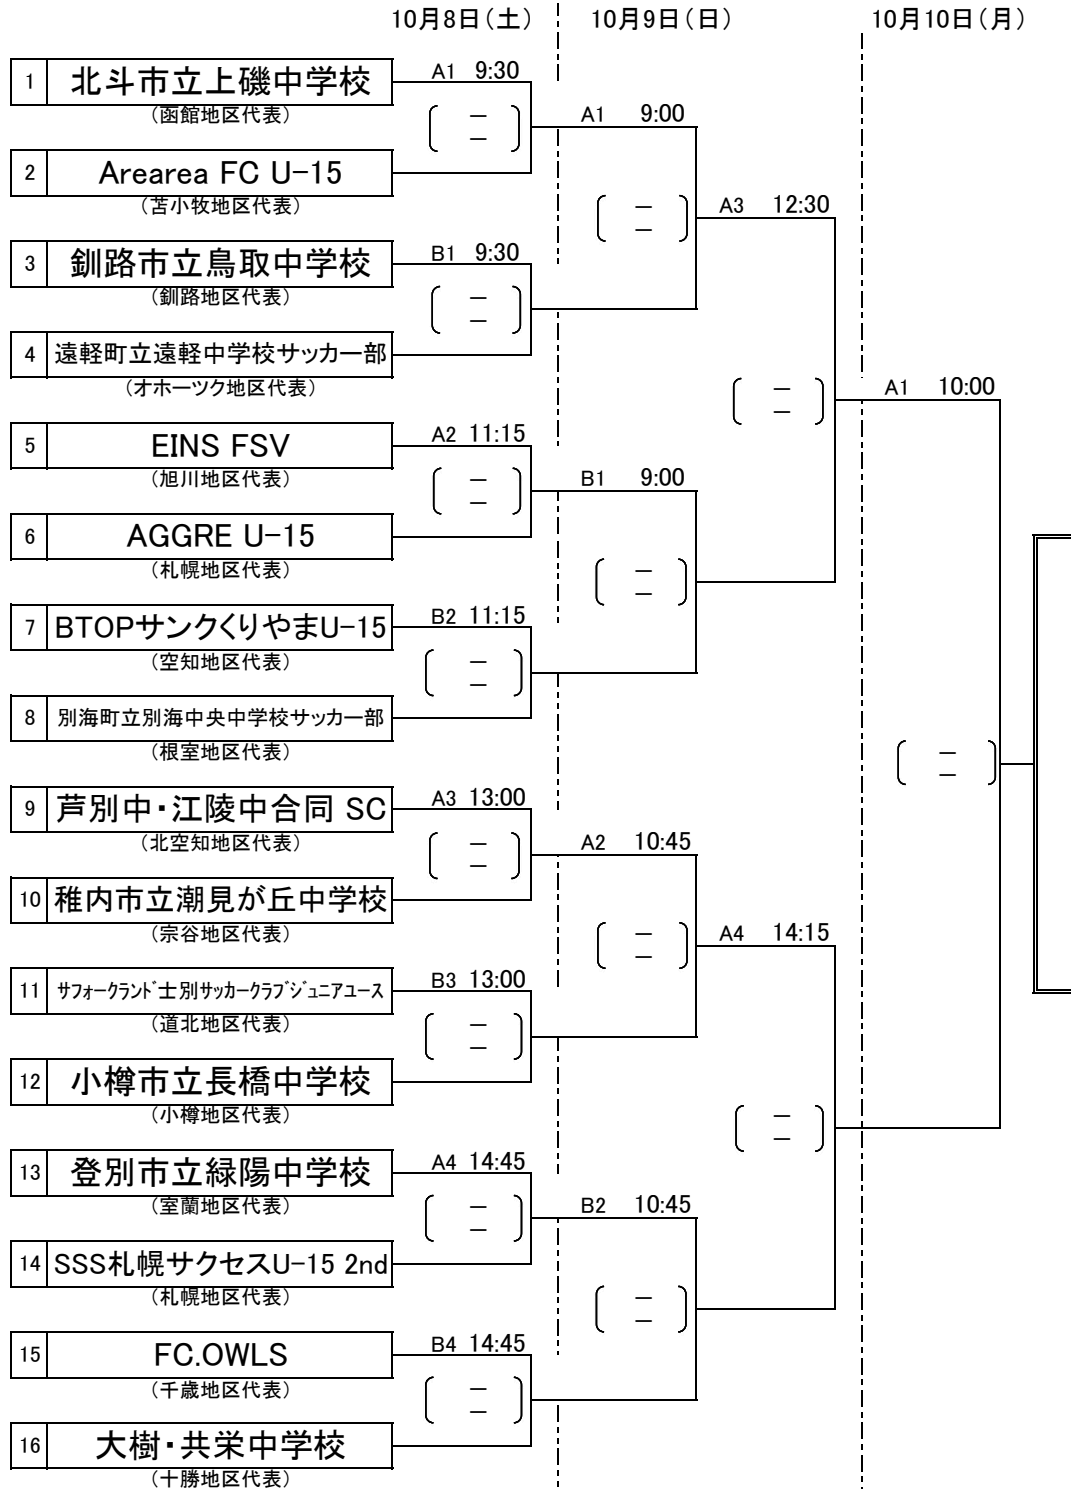 10月8日（土） 10月9日（日） 10月10日（月）
1 北斗市立上磯中学校 A1 9:30
（函館地区代表） － －
A1 9:00
2 Arearea FC U-15
（苫小牧地区代表） － －
A3 12:30
3 釧路市立鳥取中学校 B1 9:30
（釧路地区代表） － －
4 遠軽町立遠軽中学校サッカー部
（オホーツク地区代表） － －
A1 10:00
5 EINS FSV A2 11:15
（旭川地区代表） － －
B1 9:00
6 AGGRE U-15
（札幌地区代表） － －
7 BTOPサンクくりやまU-15 B2 11:15
（空知地区代表） － －
8 別海町立別海中央中学校サッカー部
（根室地区代表） － －
9 芦別中・江陵中合同 SC A3 13:00
（北空知地区代表） － －
A2 10:45
10 稚内市立潮見が丘中学校
（宗谷地区代表） － －
A4 14:15
11 ｻﾌｫｰｸﾗﾝﾄﾞ士別ｻｯｶｰｸﾗﾌﾞｼﾞｭﾆｱﾕｰｽ B3 13:00
（道北地区代表） － －
12 小樽市立長橋中学校
（小樽地区代表） － －
13 登別市立緑陽中学校 A4 14:45
（室蘭地区代表） － －
B2 10:45
14 SSS札幌サクセスU-15 2nd
（札幌地区代表） － －
15 FC.OWLS B4 14:45
（千歳地区代表） － －
16 大樹・共栄中学校
（十勝地区代表）